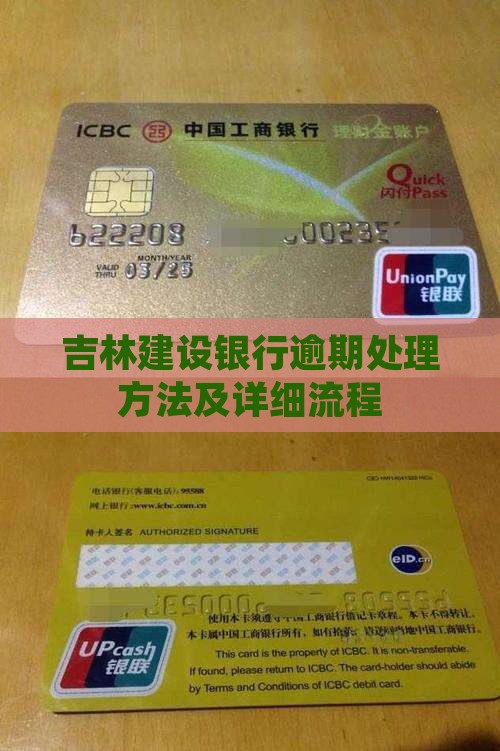 ICBC 中国工商银行 理财金账户
Quick
闪付Pass
622208
MONTH/YEAR
VALID THRU 03/25
UnionPay
银联
吉林建设银行逾期处理
方法及详细流程
电话银行(客服电话): 95588
网上银行:www.icbc.com.cn
持卡人签名 AUTHORIZED SIGNATURE
eID.cn
本卡属中国工商银行所有,
This card is the property of ICBC. It is non-transferable.
If found, please return to ICBC. The card-holder should abide
by Terms and Conditions of ICBC debit card.
UPcash
银联